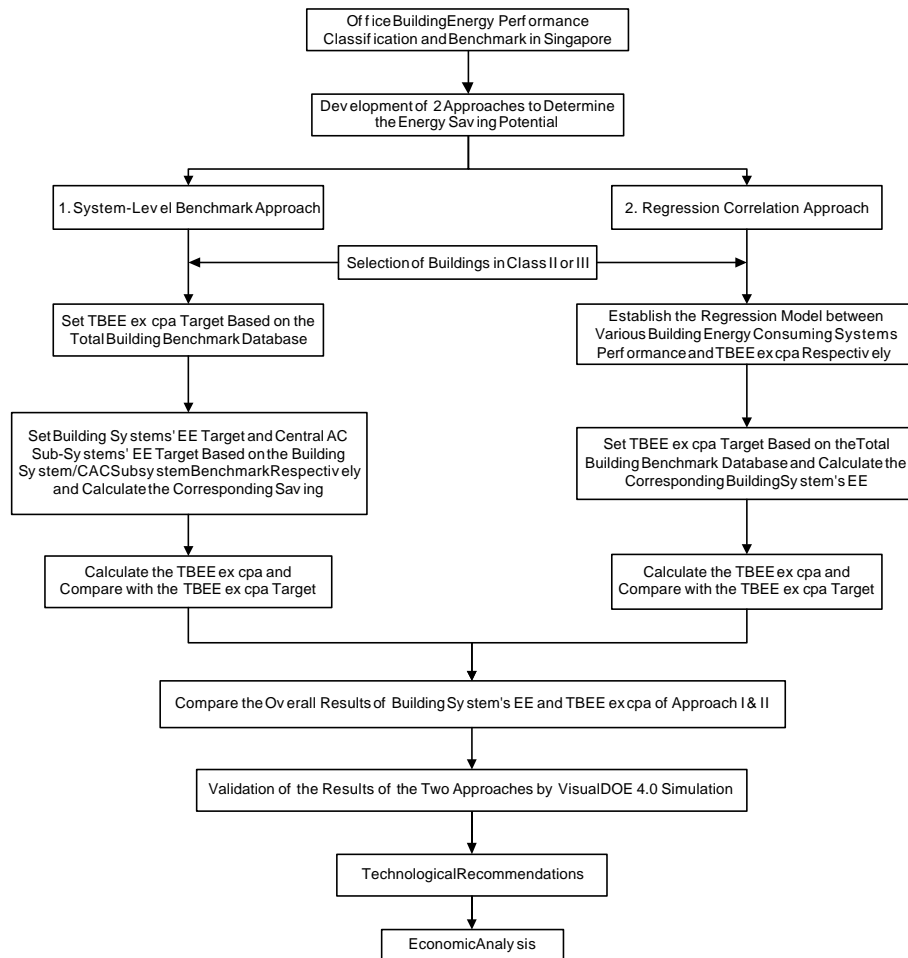 Office Building Energy Performance
Classification and Benchmark in Singapore
Development of 2 Approaches to Determine
the Energy Saving Potential
1. System-Level Benchmark Approach
2. Regression Correlation Approach
Selection of Buildings in Class II or III
Set TBEE ex cpa Target Based on the
Total Building Benchmark Database
Establish the Regression Model between
Various Building Energy Consuming Systems
Performance and TBEE ex cpa Respectively
Set Building Systems' EE Target and Central AC
Sub-Systems' EE Target Based on the Building
System/CAC Subsystem Benchmark Respectively
and Calculate the Corresponding Saving
Set TBEE ex cpa Target Based on the Total
Building Benchmark Database and Calculate the
Corresponding Building System's EE
Calculate the TBEE ex cpa and
Compare with the TBEE ex cpa Target
Calculate the TBEE ex cpa and
Compare with the TBEE ex cpa Target
Compare the Overall Results of Building System's EE and TBEE ex cpa of Approach I & II
Validation of the Results of the Two Approaches by VisualDOE 4.0 Simulation
Technological Recommendations
Economic Analysis